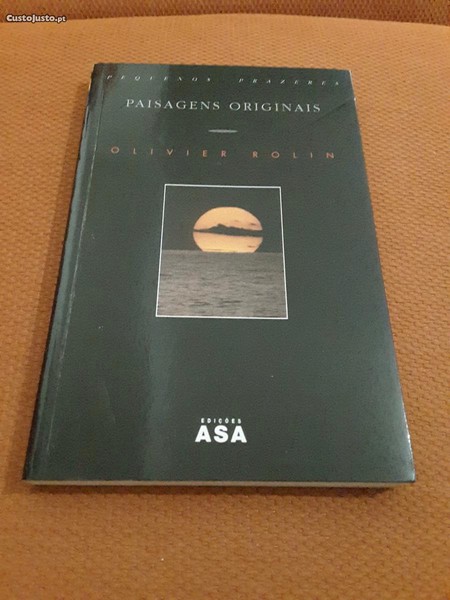 CustoJusto.pt
PEQUENOS PRAZERES
PAISAGENS ORIGINAIS
OLIVIER ROLIN
EDIÇÕES
ASA